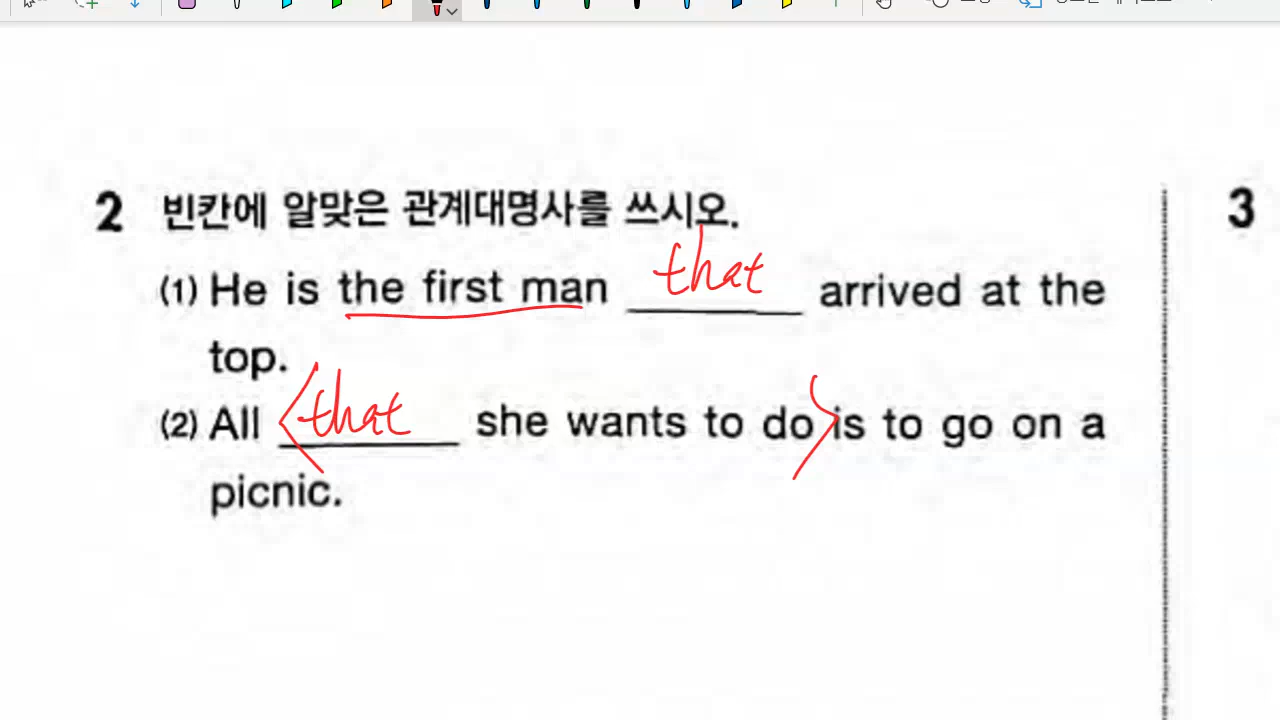 2 빈칸에 알맞은 관계대명사를 쓰시오.
(1) He is the first man that arrived at the
top.
(2) All that she wants to do is to go on a
picnic.
3